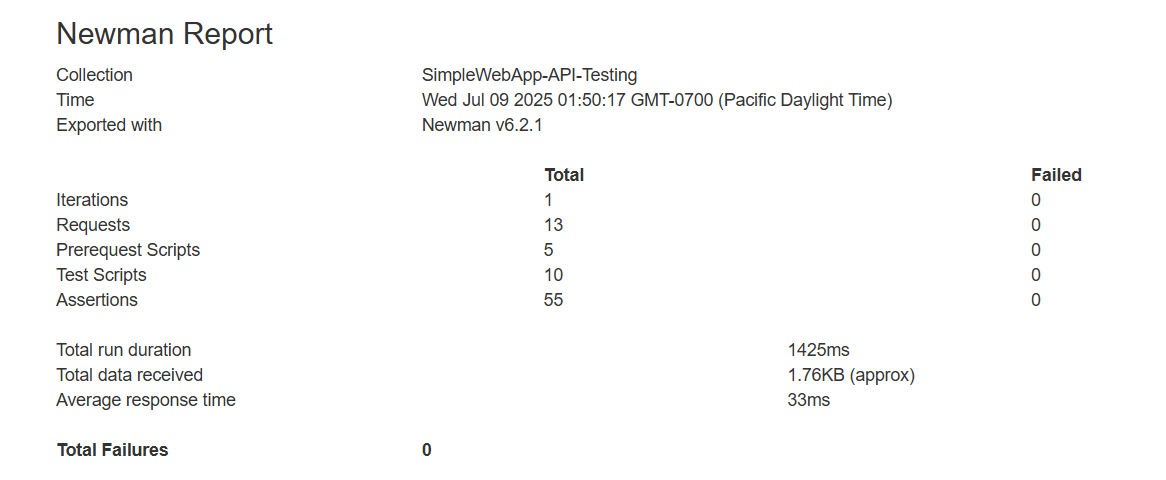 Newman Report
Collection SimpleWebApp-API-Testing
Time Wed Jul 09 2025 01:50:17 GMT-0700 (Pacific Daylight Time)
Exported with Newman v6.2.1
Total Failed
Iterations 1 0
Requests 13 0
Prerequest Scripts 5 0
Test Scripts 10 0
Assertions 55 0
Total run duration 1425ms
Total data received 1.76KB (approx)
Average response time 33ms
Total Failures 0